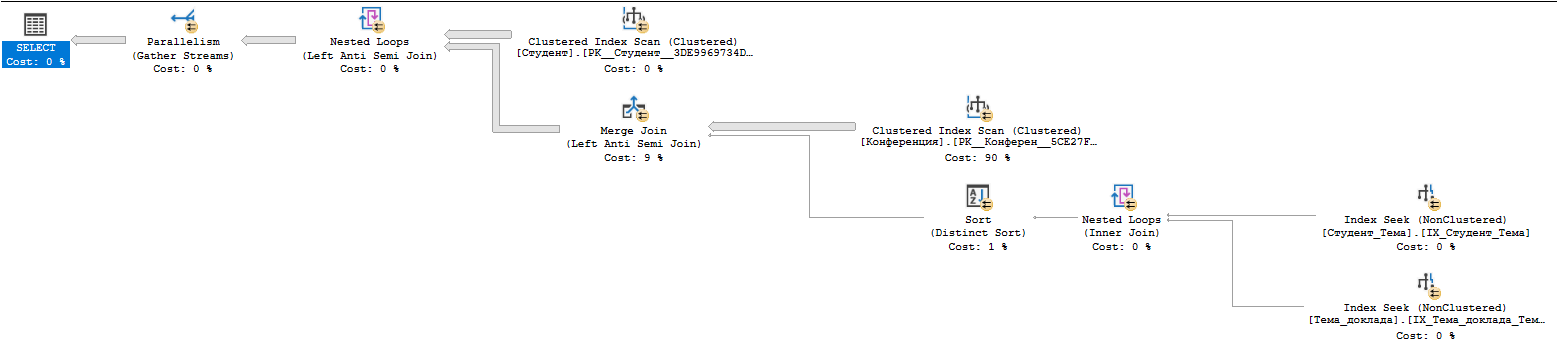 SELECT
Cost: 0 %
Parallelism
(Gather Streams)
Cost: 0 %
Nested Loops
(Left Anti Semi Join)
Cost: 0 %
Clustered Index Scan (Clustered)
[Студент].[PK__Студент__3DE9969734D…
Cost: 0 %
Merge Join
(Left Anti Semi Join)
Cost: 9 %
Clustered Index Scan (Clustered)
[Конференция].[PK__Конферен__5CE27F…
Cost: 90 %
Sort
(Distinct Sort)
Cost: 1 %
Nested Loops
(Inner Join)
Cost: 0 %
Index Seek (NonClustered)
[Студент_Тема].[IX_Студент_Тема]
Cost: 0 %
Index Seek (NonClustered)
[Тема_доклада].[IX_Тема_доклада_Тем…
Cost: 0 %